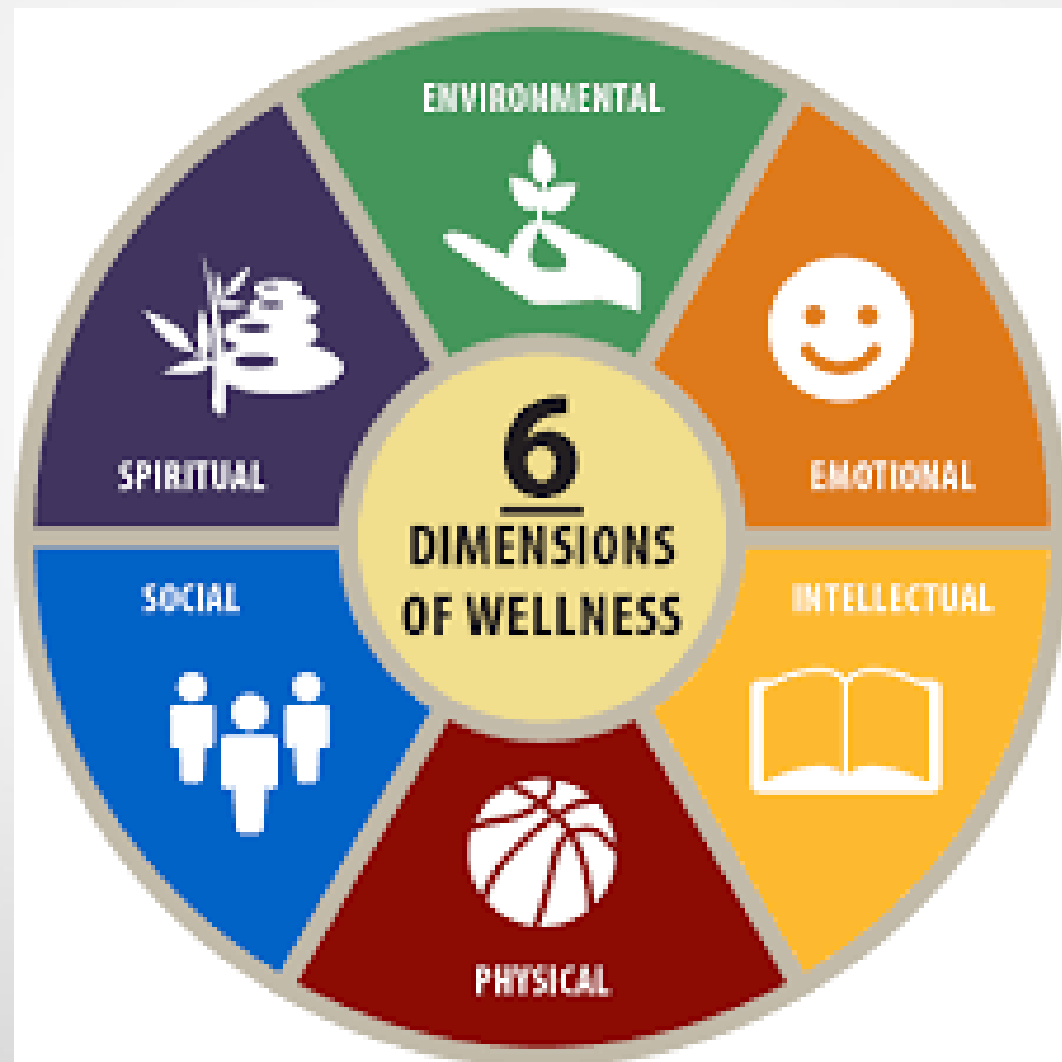 ENVIRONMENTAL
EMOTIONAL
INTELLECTUAL
PHYSICAL
SOCIAL
SPIRITUAL
6
DIMENSIONS
OF WELLNESS